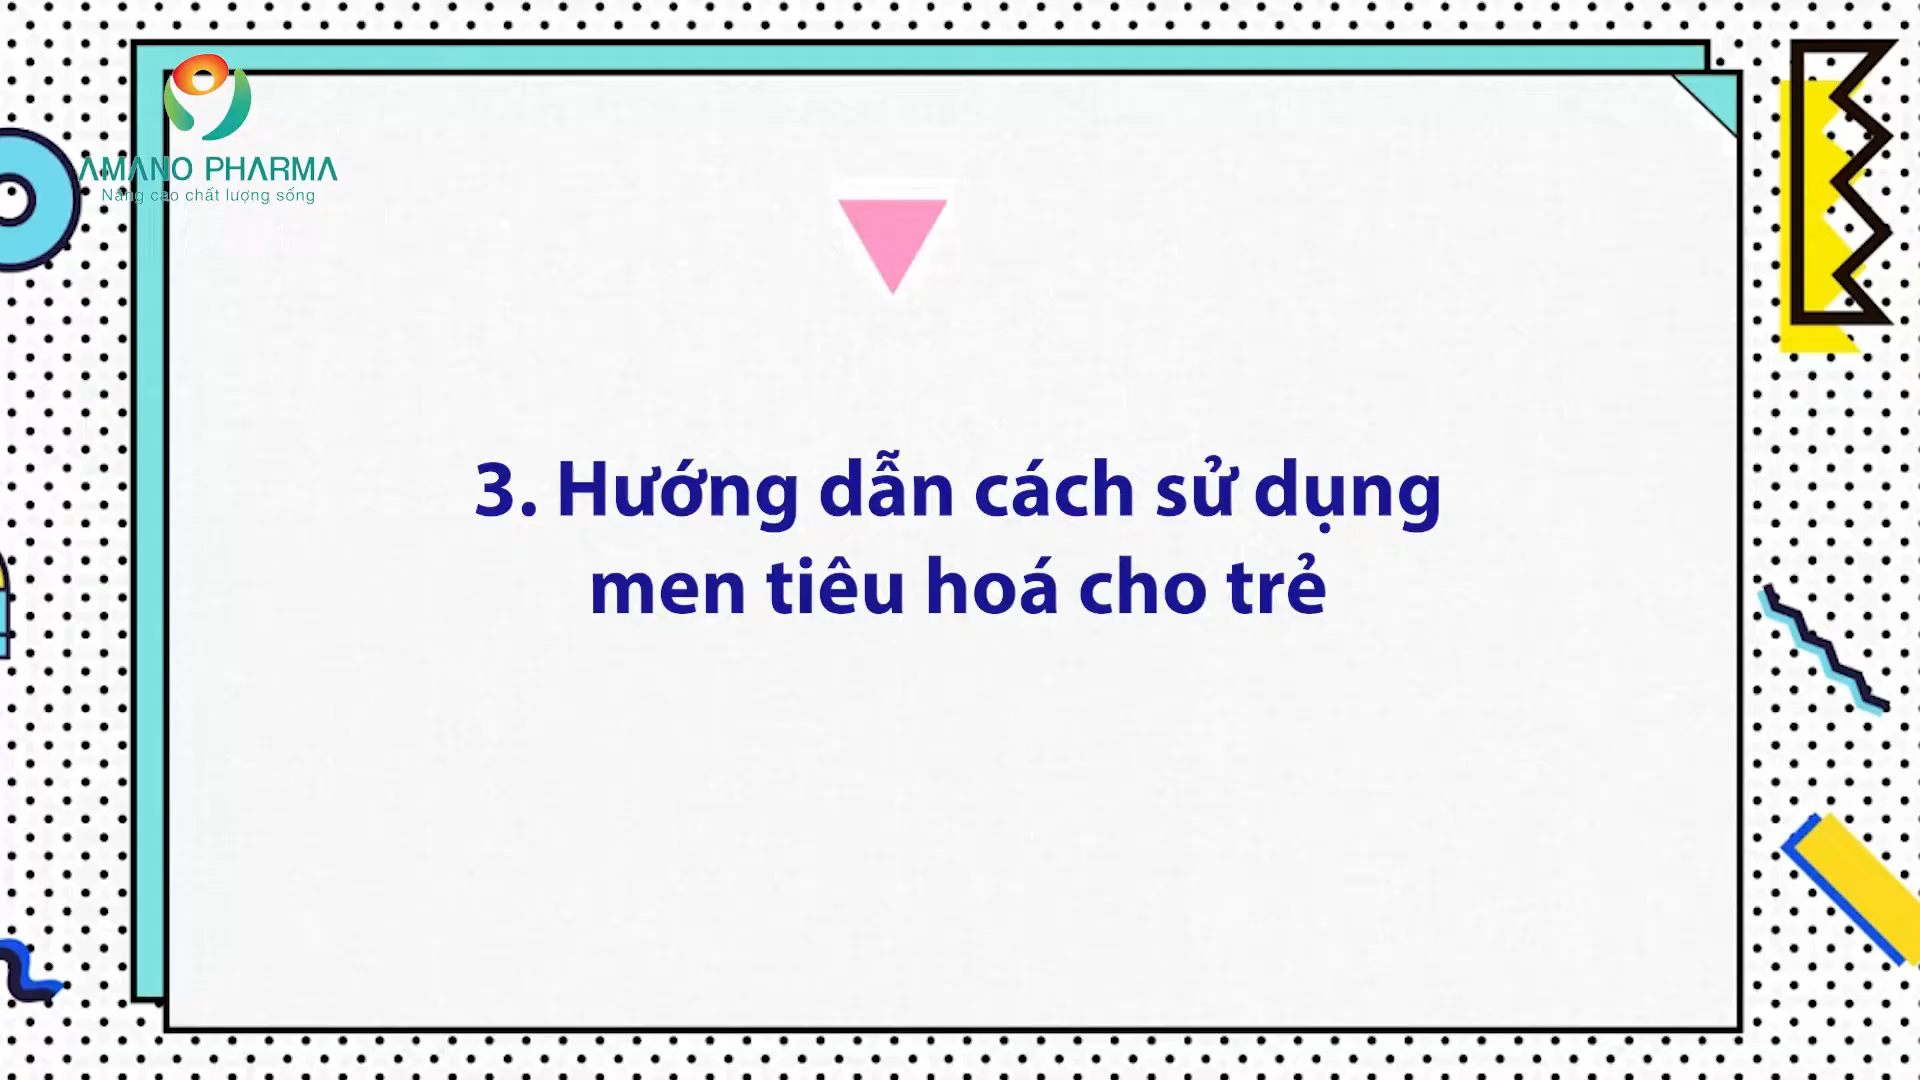 AMANO PHARMA
Nâng cao chất lượng sống
3. Hướng dẫn cách sử dụng
men tiêu hoá cho trẻ